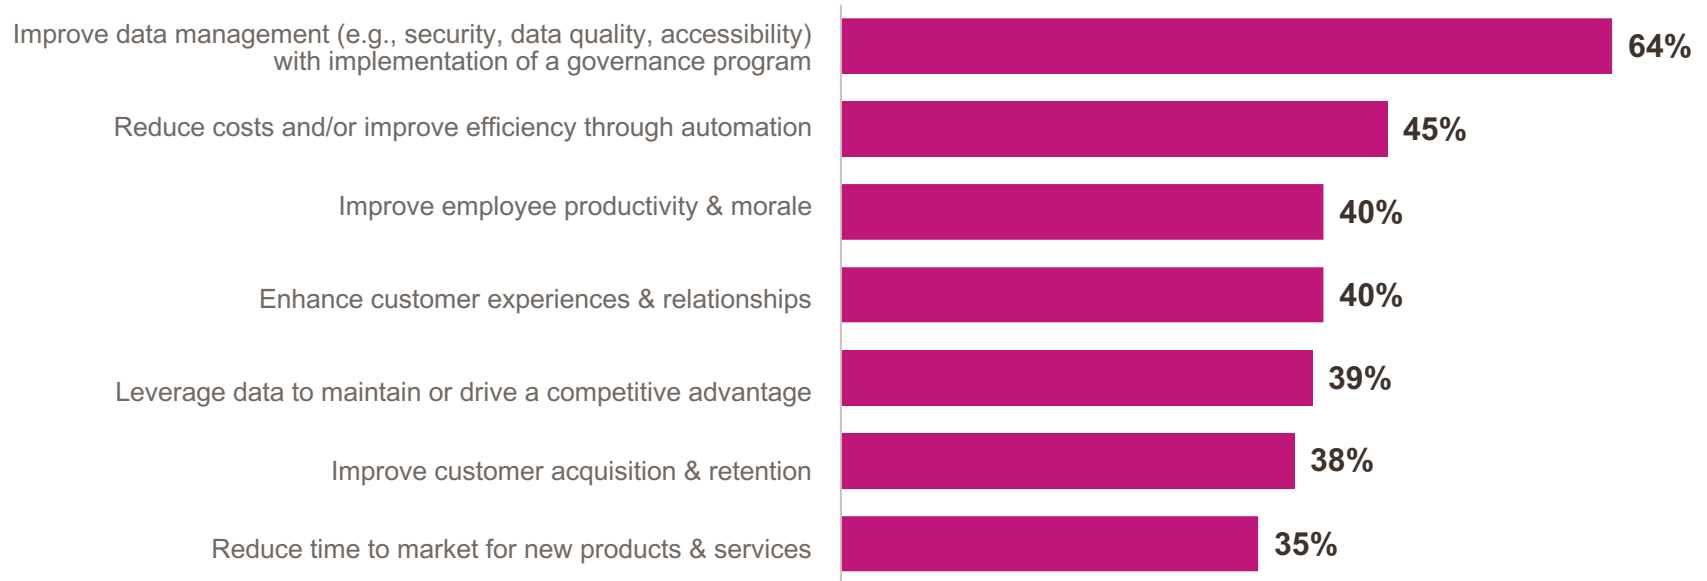 Improve data management (e.g., security, data quality, accessibility)
with implementation of a governance program
64%
Reduce costs and/or improve efficiency through automation
45%
Improve employee productivity & morale
40%
Enhance customer experiences & relationships
40%
Leverage data to maintain or drive a competitive advantage
39%
Improve customer acquisition & retention
38%
Reduce time to market for new products & services
35%